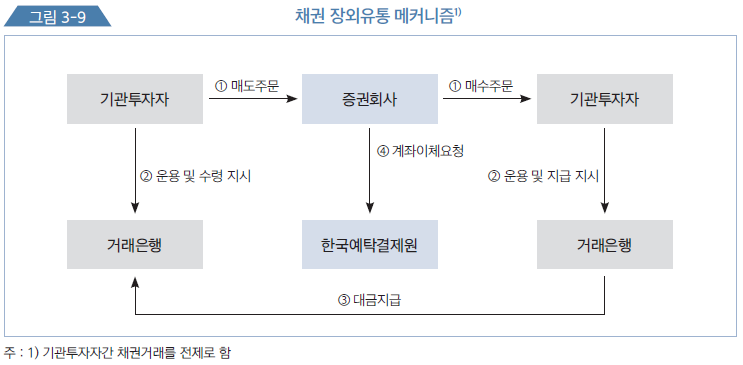 그림 3-9
채권 장외유통 메커니즘1)
① 매도주문
① 매수주문
기관투자자
증권회사
기관투자자
④ 계좌이체요청
② 운용 및 수령 지시
② 운용 및 지급 지시
거래은행
한국예탁결제원
거래은행
③ 대금지급
주 : 1) 기관투자자간 채권거래를 전제로 함